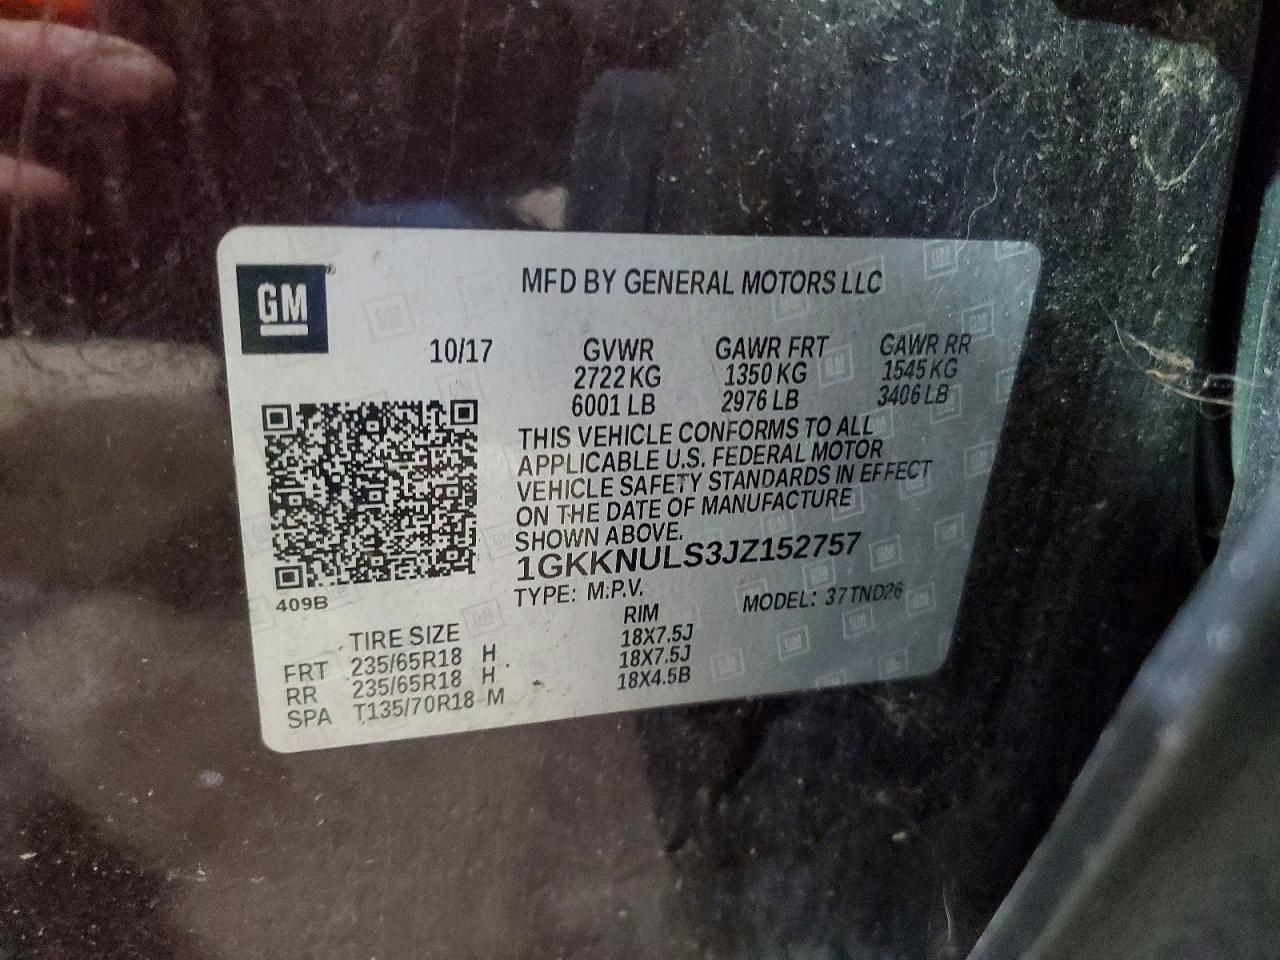 GM
MFD BY GENERAL MOTORS LLC
10/17 GVWR GAWR FRT GAWR RR
2722 KG 1350 KG 1545 KG
6001 LB 2976 LB 3406 LB
THIS VEHICLE CONFORMS TO ALL
APPLICABLE U.S. FEDERAL MOTOR
VEHICLE SAFETY STANDARDS IN EFFECT
ON THE DATE OF MANUFACTURE
SHOWN ABOVE.
1GKKNULS3JZ152757
409B
TYPE: M.P.V. MODEL: 37TND26
TIRE SIZE RIM
FRT 235/65R18 H 18X7.5J
RR 235/65R18 H 18X7.5J
SPA T135/70R18 M 18X4.5B